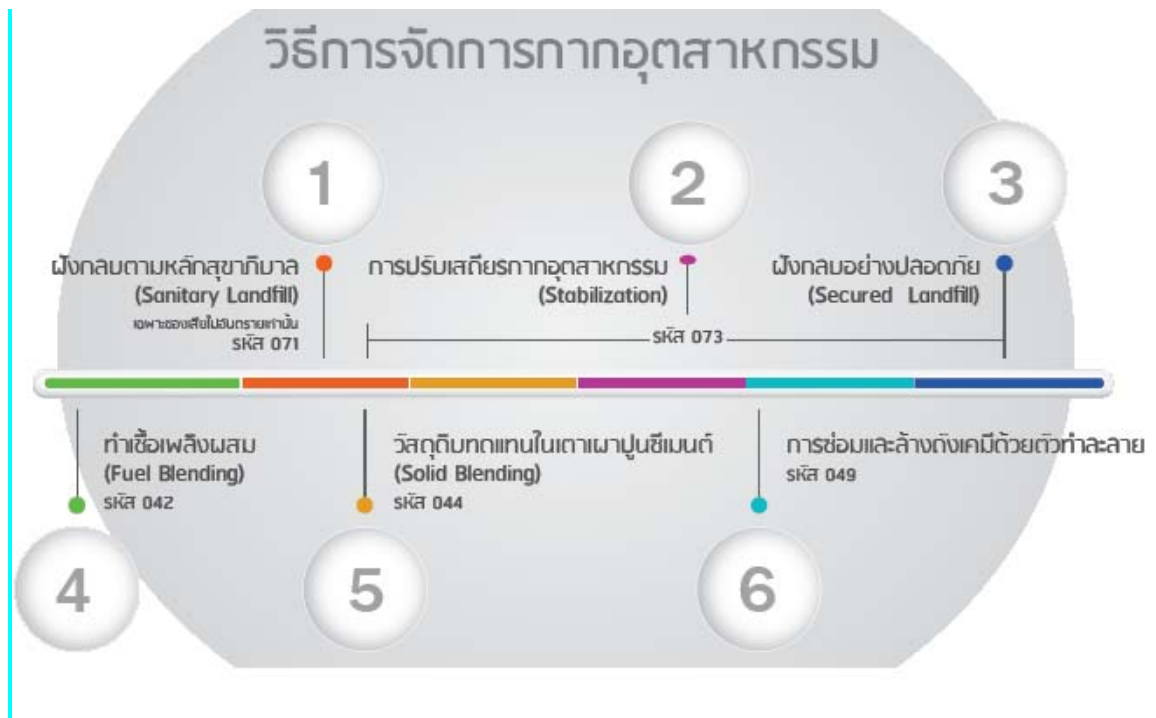 วิธีการจัดการกากอุตสาหกรรม
1
2
3
ฝังกลบตามหลักสุขาภิบาล
(Sanitary Landfill)
เฉพาะของเสียไม่อันตรายเท่านั้น
รหัส 071
การปรับเสถียรกากอุตสาหกรรม
(Stabilization)
ฝังกลบอย่างปลอดภัย
(Secured Landfill)
รหัส 073
ทำเชื้อเพลิงผสม
(Fuel Blending)
รหัส 042
วัสดุดิบทดแทนในเตาเผาปูนซีเมนต์
(Solid Blending)
รหัส 044
การซ่อมและล้างถังเคมีด้วยตัวทำละลาย
รหัส 049
4
5
6